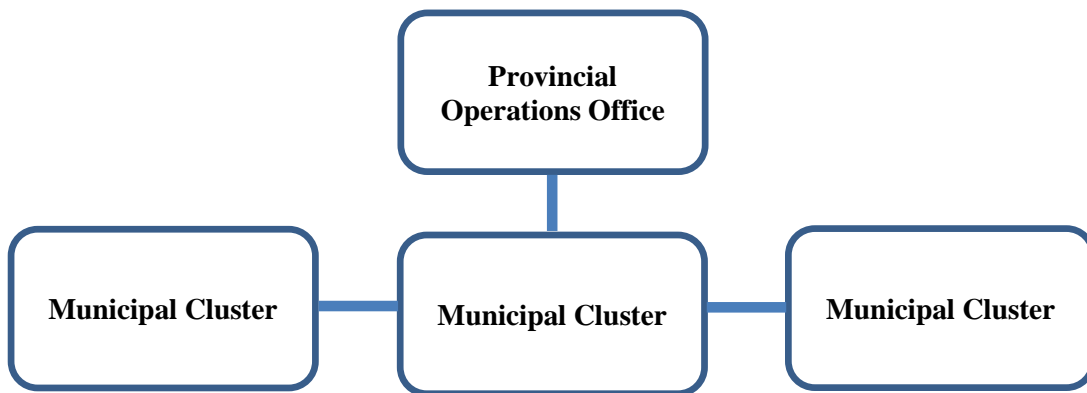 Provincial
Operations Office
Municipal Cluster
Municipal Cluster
Municipal Cluster